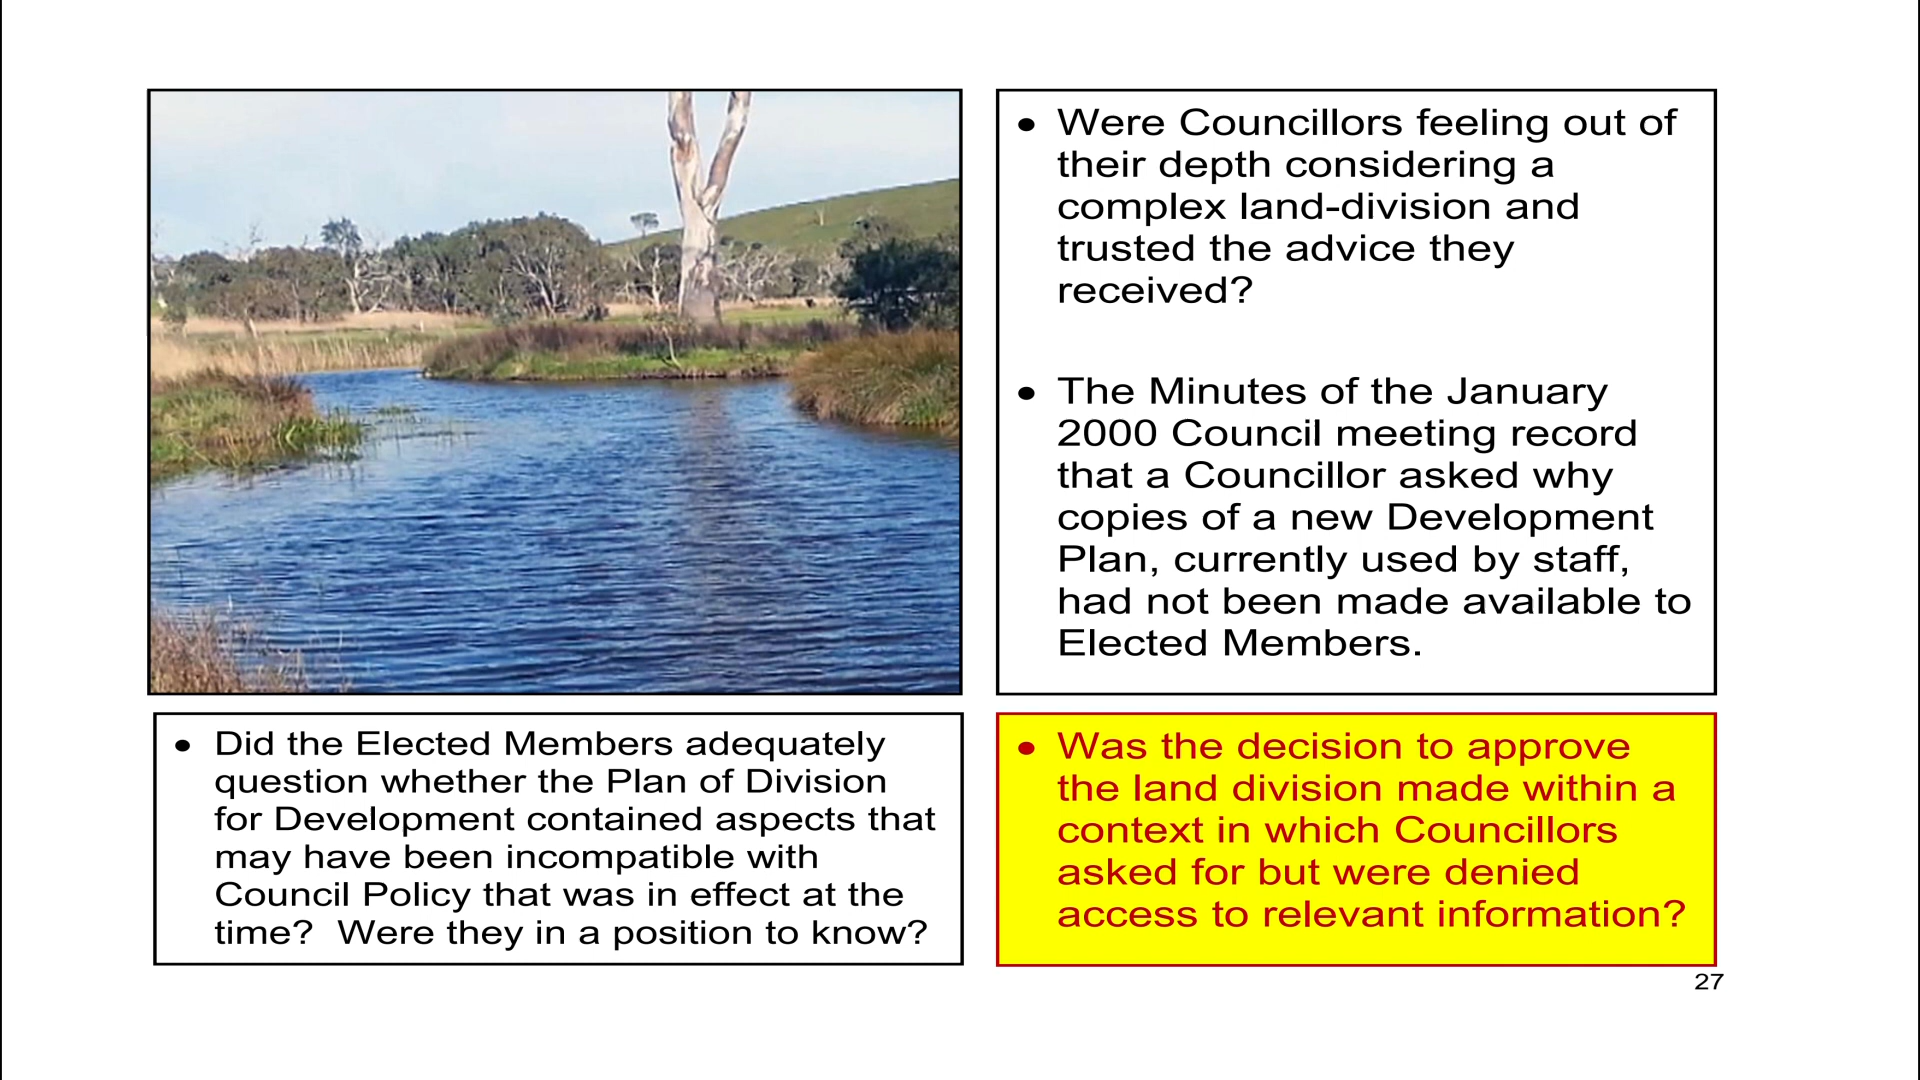 • Were Councillors feeling out of
their depth considering a
complex land-division and
trusted the advice they
received?
• The Minutes of the January
2000 Council meeting record
that a Councillor asked why
copies of a new Development
Plan, currently used by staff,
had not been made available to
Elected Members.
• Did the Elected Members adequately
question whether the Plan of Division
for Development contained aspects that
may have been incompatible with
Council Policy that was in effect at the
time?  Were they in a position to know?
• Was the decision to approve
the land division made within a
context in which Councillors
asked for but were denied
access to relevant information?
27